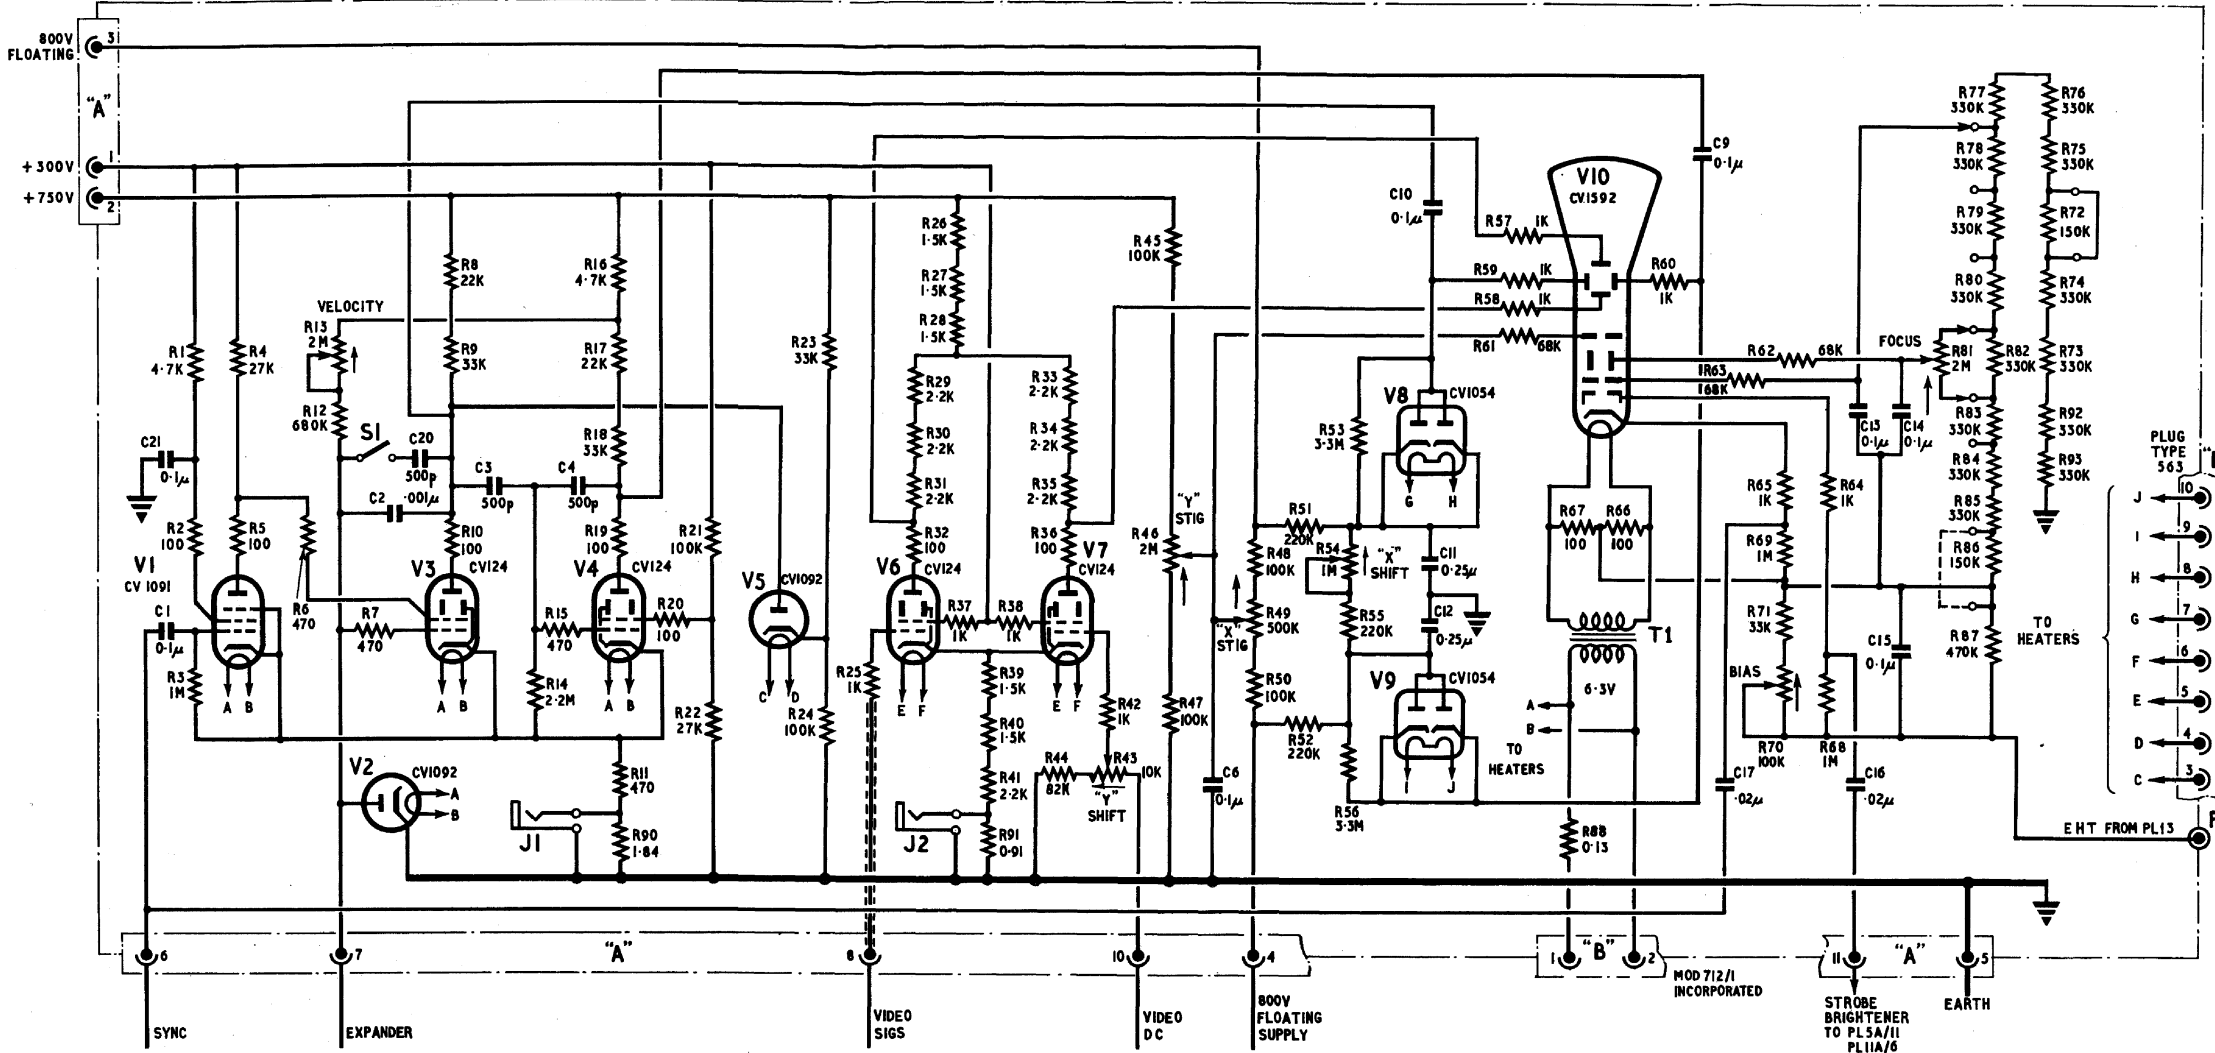 800V
FLOATING
3
"A"
+300V
1
+750V
2
R1
4.7K
R4
27K
C21
0.1µ
R2
100
R5
100
V1
CV 1091
C1
0.1µ
R3
1M
A B
R6
470
VELOCITY
R13
2M
R12
680K
S1
C20
500p
C2
.001µ
R7
470
R8
22K
R9
33K
R10
100
V3
CV124
A B
C3
500p
C4
500p
R14
2.2M
R15
470
R16
4.7K
R17
22K
R18
33K
R19
100
V4
CV124
A B
R20
100
R21
100K
R22
27K
V2
CV1092
A
B
R11
470
J1
R90
1.84
V5
CV1092
C D
R23
33K
R24
100K
R25
1K
R26
1.5K
R27
1.5K
R28
1.5K
R29
2.2K
R30
2.2K
R31
2.2K
R32
100
R33
2.2K
R34
2.2K
R35
2.2K
R36
100
V6
CV124
E F
V7
CV124
E F
R37
1K
R38
1K
R39
1.5K
R40
1.5K
R41
2.2K
J2
R91
0.91
R42
1K
R44
82K
R43
10K
"Y"
SHIFT
R45
100K
"Y"
STIG
R46
2M
R47
100K
"X"
STIG
C6
0.1µ
R48
100K
R49
500K
R50
100K
R51
220K
R52
220K
R53
3.3M
R54
1M
"X"
SHIFT
R55
220K
R56
3.3M
C10
0.1µ
V8
CV1054
G H
C11
0.25µ
C12
0.25µ
V9
CV1054
I J
TO
HEATERS
R57 1K
R59 1K
R58 1K
R61 68K
V10
CV1592
R60
1K
C9
0.1µ
R67
100
R66
100
T1
6.3V
A
B
R88
0.13
R62 68K
R63
68K
FOCUS
R81
2M
R82
330K
C13
0.1µ
C14
0.1µ
R65
1K
R64
1K
R69
1M
R71
33K
BIAS
R70
100K
R68
1M
C15
0.1µ
C17
.02µ
C16
.02µ
R77
330K
R78
330K
R79
330K
R80
330K
R83
330K
R84
330K
R85
330K
R86
150K
R87
470K
R76
330K
R75
330K
R72
150K
R74
330K
R73
330K
R92
330K
R93
330K
PLUG
TYPE
563
J 10
I 9
H 8
G 7
F 6
E 5
D 4
C 3
TO
HEATERS
EHT FROM PL13
6
7
"A"
8
10
4
1
"B"
2
11
"A"
5
MOD 712/1
INCORPORATED
SYNC
EXPANDER
VIDEO
SIGS
VIDEO
DC
800V
FLOATING
SUPPLY
STROBE
BRIGHTENER
TO PL5A/11
PL11A/6
EARTH